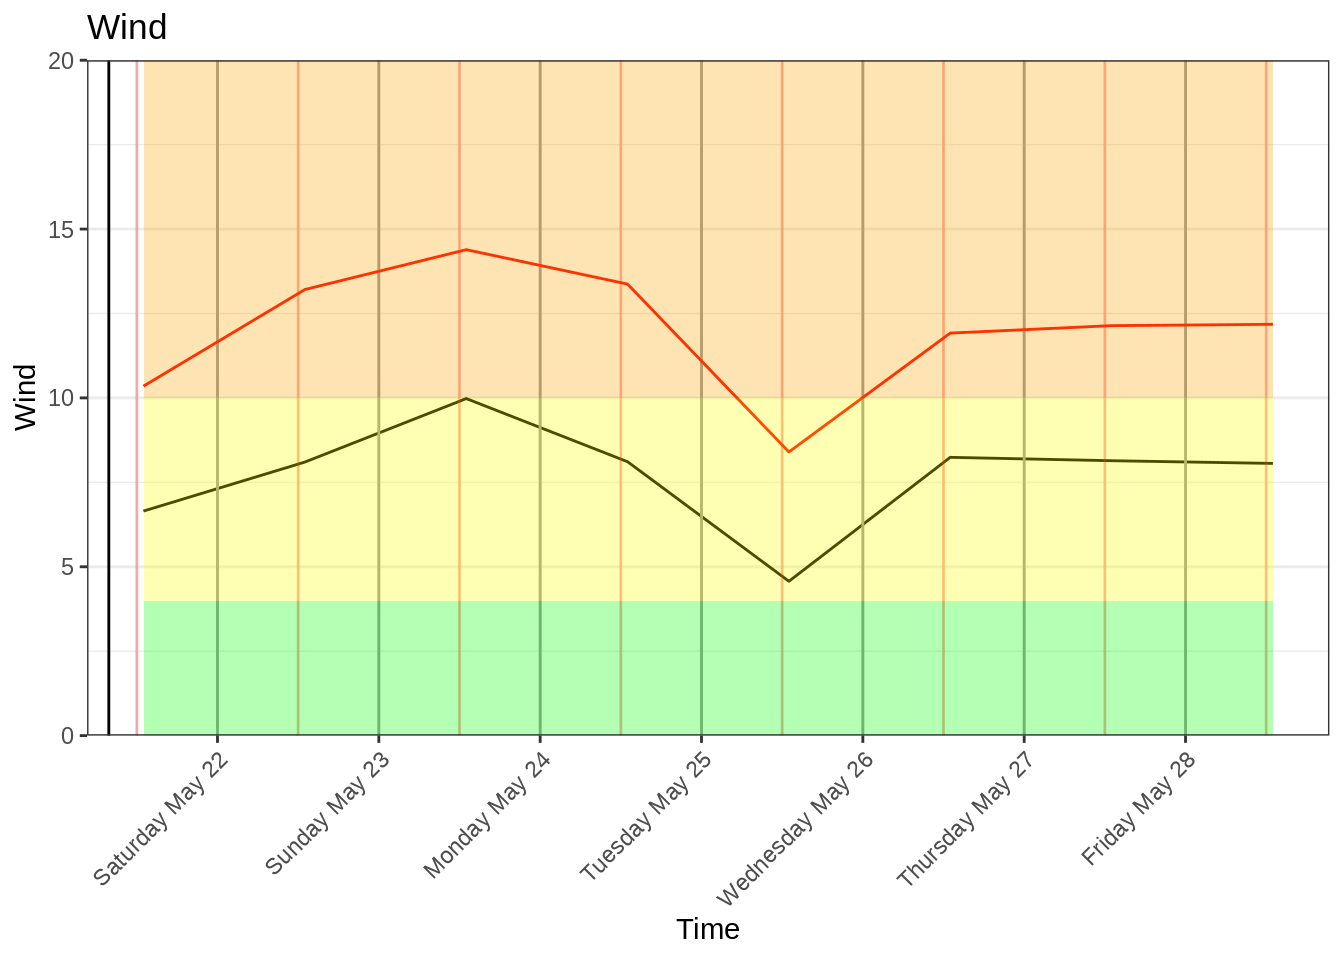 Wind
20
15
10
5
0
Wind
Saturday May 22
Sunday May 23
Monday May 24
Tuesday May 25
Wednesday May 26
Thursday May 27
Friday May 28
Time